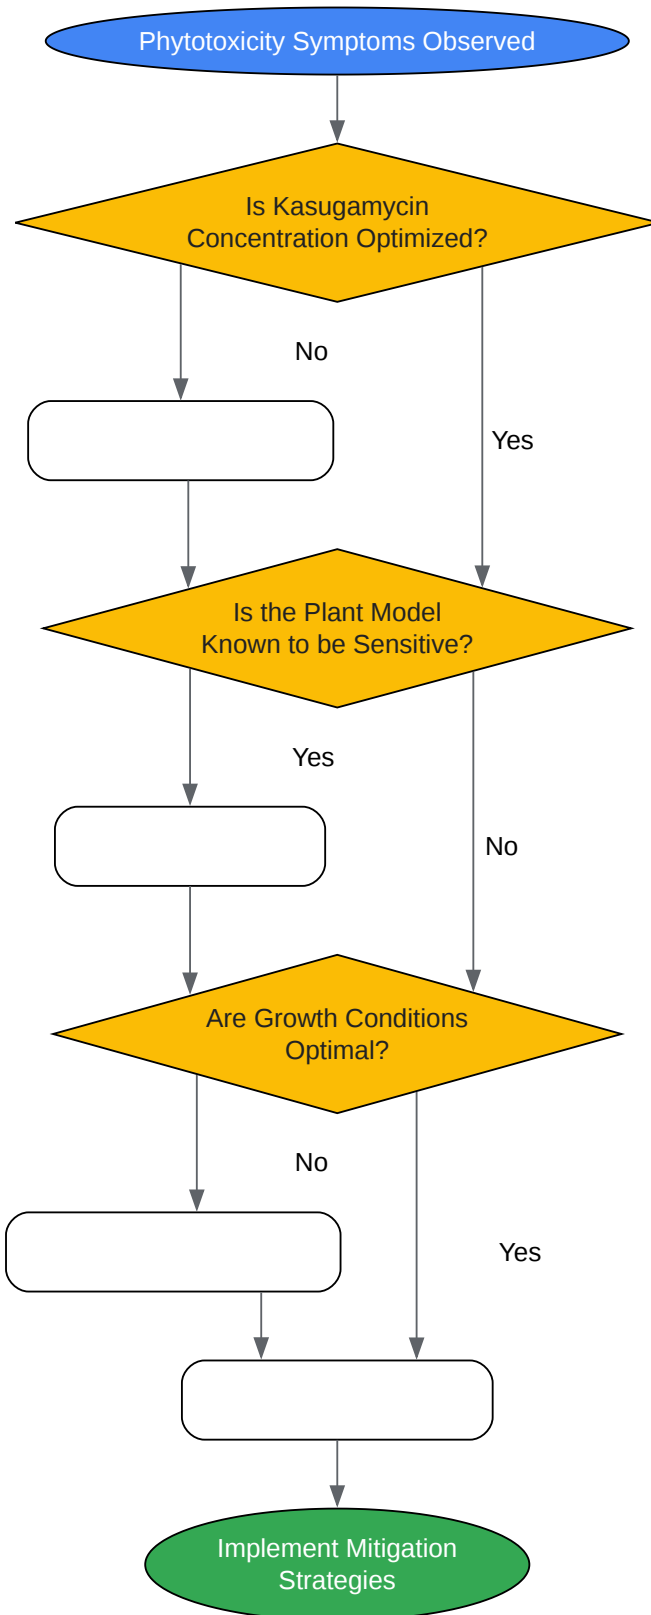 Phytotoxicity Symptoms Observed
Is Kasugamycin
Concentration Optimized?
No
Yes
Is the Plant Model
Known to be Sensitive?
Yes
No
Are Growth Conditions
Optimal?
No
Yes
Implement Mitigation
Strategies